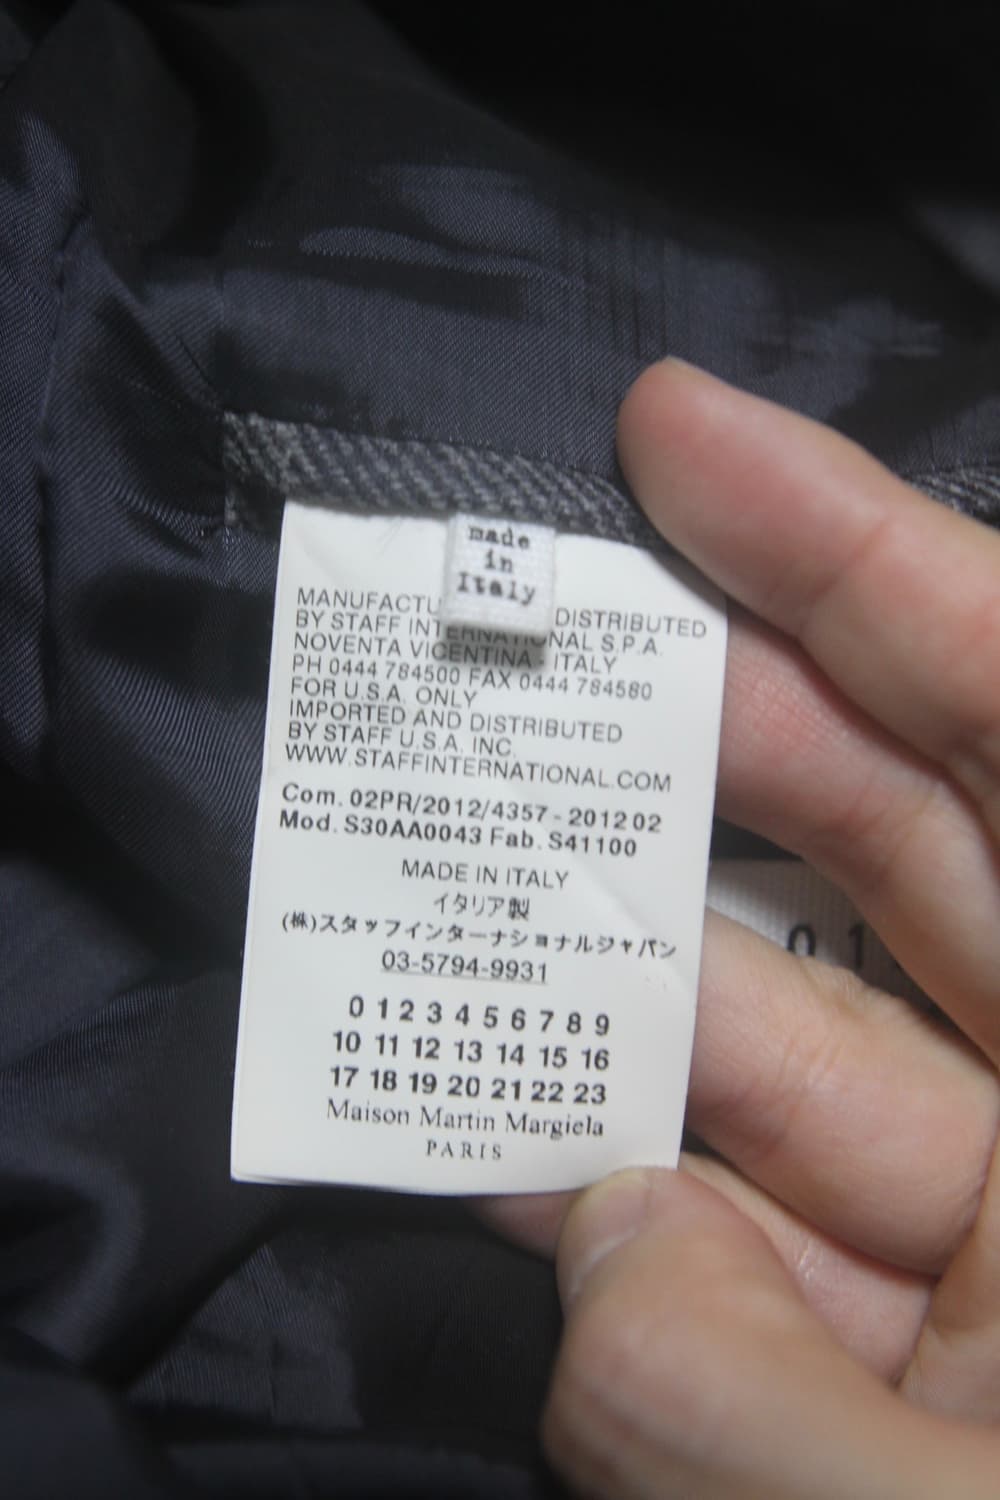 made
in
Italy
MANUFACTU DISTRIBUTED
BY STAFF INTERNATIONAL S.P.A.
NOVENTA VICENTINA - ITALY
PH 0444 784500 FAX 0444 784580
FOR U.S.A. ONLY
IMPORTED AND DISTRIBUTED
BY STAFF U.S.A. INC.
WWW.STAFFINTERNATIONAL.COM
Com. 02PR/2012/4357 - 2012 02
Mod. S30AA0043 Fab. S41100
MADE IN ITALY
イタリア製
(株)スタッフインターナショナルジャパン
03-5794-9931
0 1 2 3 4 5 6 7 8 9
10 11 12 13 14 15 16
17 18 19 20 21 22 23
Maison Martin Margiela
PARIS
0 1